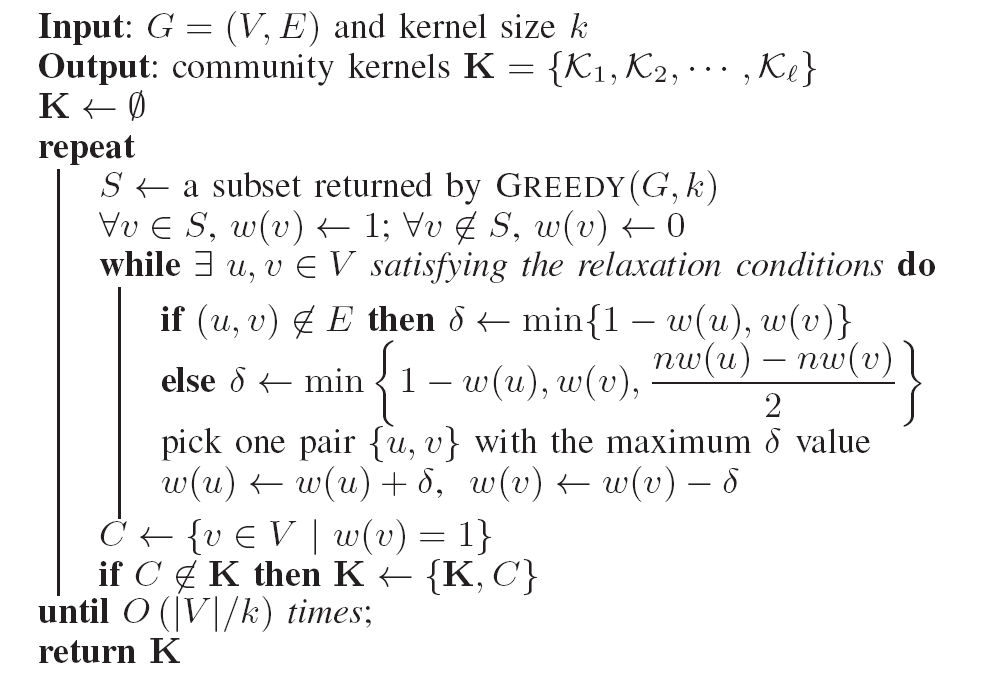 Input: G = (V, E) and kernel size k
Output: community kernels K = {𝒦₁, 𝒦₂, ⋯ , 𝒦ℓ}
K ← ∅
repeat
S ← a subset returned by GREEDY(G, k)
∀v ∈ S, w(v) ← 1; ∀v ∉ S, w(v) ← 0
while ∃ u, v ∈ V satisfying the relaxation conditions do
if (u, v) ∉ E then δ ← min{1 − w(u), w(v)}
else δ ← min {1 − w(u), w(v), (nw(u) − nw(v))/2}
pick one pair {u, v} with the maximum δ value
w(u) ← w(u) + δ, w(v) ← w(v) − δ
C ← {v ∈ V | w(v) = 1}
if C ∉ K then K ← {K, C}
until O (|V|/k) times;
return K